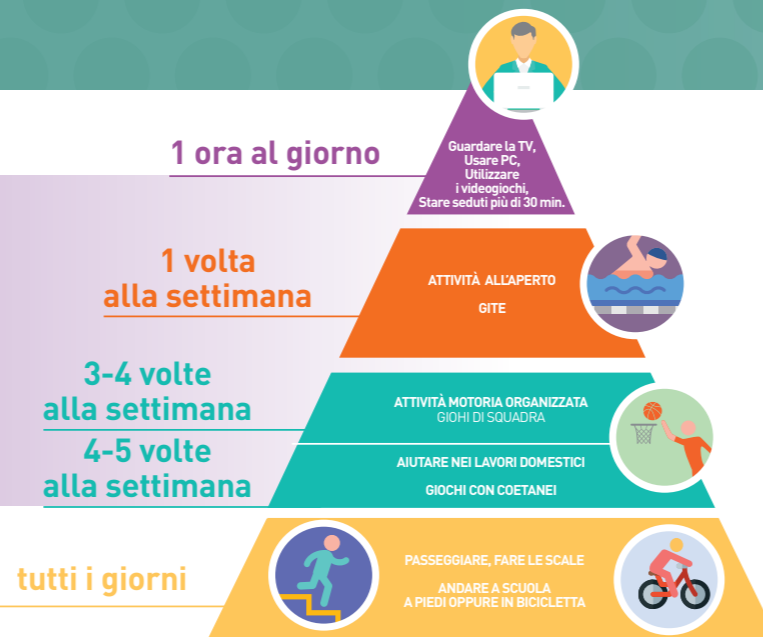 1 ora al giorno
Guardare la TV,
Usare PC,
Utilizzare
i videogiochi,
Stare seduti più di 30 min.
1 volta
alla settimana
ATTIVITÀ ALL'APERTO
GITE
3-4 volte
alla settimana
ATTIVITÀ MOTORIA ORGANIZZATA
GIOHI DI SQUADRA
4-5 volte
alla settimana
AIUTARE NEI LAVORI DOMESTICI
GIOCHI CON COETANEI
tutti i giorni
PASSEGGIARE, FARE LE SCALE
ANDARE A SCUOLA
A PIEDI OPPURE IN BICICLETTA